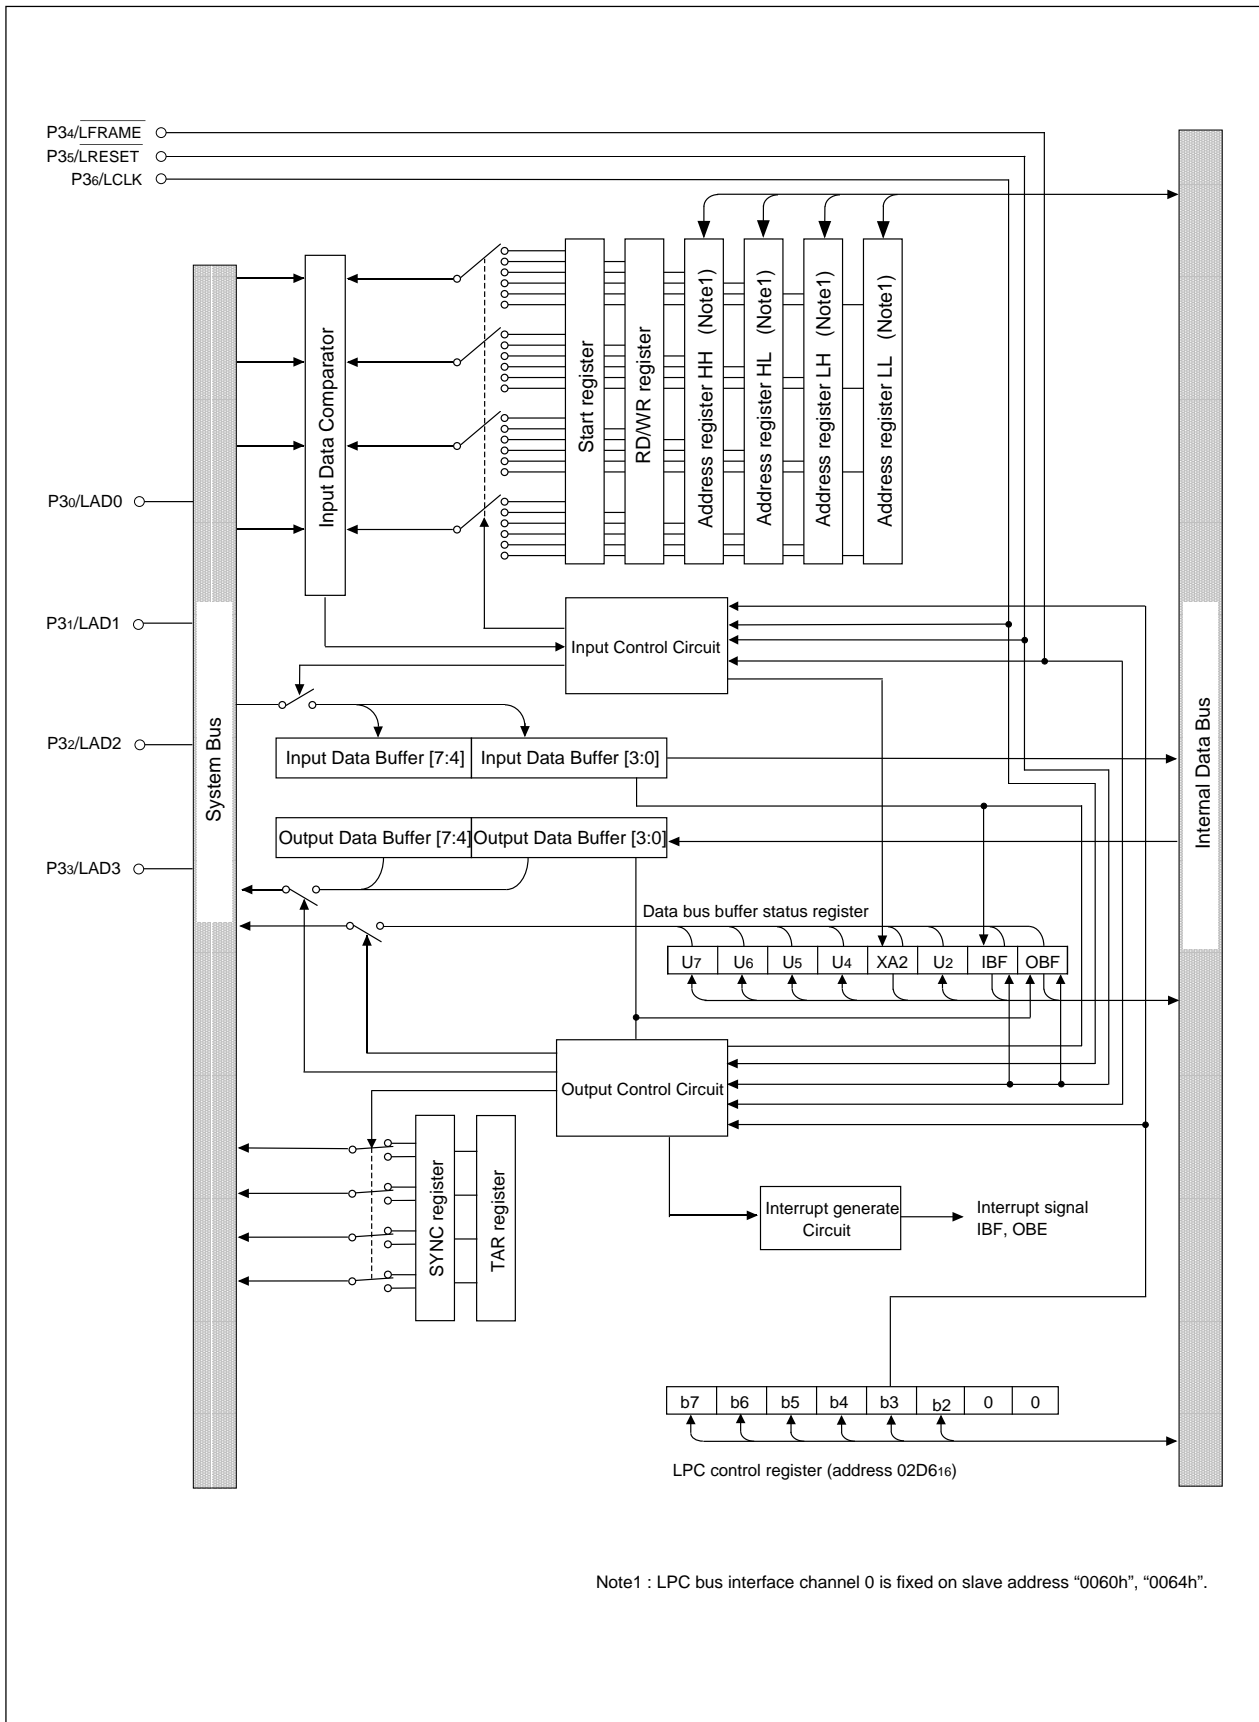 P34/LFRAME
P35/LRESET
P36/LCLK
Input Data Comparator
Start register
RD/WR register
Address register HH (Note1)
Address register HL (Note1)
Address register LH (Note1)
Address register LL (Note1)
P30/LAD0
P31/LAD1
P32/LAD2
P33/LAD3
System Bus
Internal Data Bus
Input Control Circuit
Input Data Buffer [7:4]
Input Data Buffer [3:0]
Output Data Buffer [7:4]
Output Data Buffer [3:0]
Data bus buffer status register
U7 U6 U5 U4 XA2 U2 IBF OBF
Output Control Circuit
SYNC register
TAR register
Interrupt generate
Circuit
Interrupt signal
IBF, OBE
b7 b6 b5 b4 b3 b2 0 0
LPC control register (address 02D616)
Note1 : LPC bus interface channel 0 is fixed on slave address “0060h”, “0064h”.